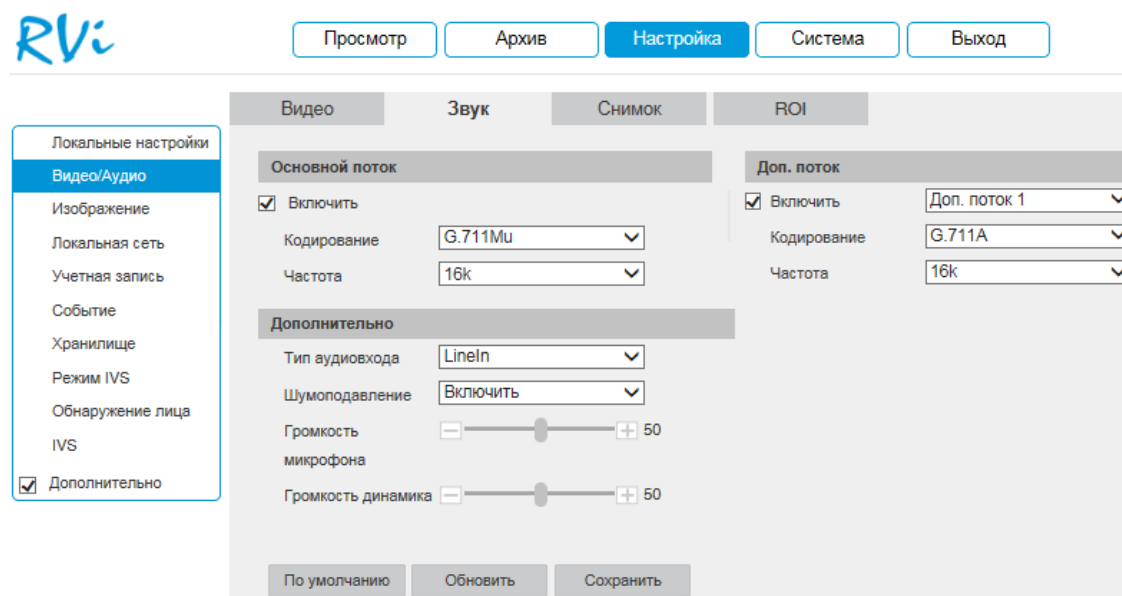 RVi
Просмотр
Архив
Настройка
Система
Выход
Локальные настройки
Видео/Аудио
Изображение
Локальная сеть
Учетная запись
Событие
Хранилище
Режим IVS
Обнаружение лица
IVS
Дополнительно
Видео
Звук
Снимок
ROI
Основной поток
Включить
Кодирование
G.711Mu
Частота
16k
Доп. поток
Включить
Доп. поток 1
Кодирование
G.711A
Частота
16k
Дополнительно
Тип аудиовхода
LineIn
Шумоподавление
Включить
Громкость
микрофона
50
Громкость динамика
50
По умолчанию
Обновить
Сохранить